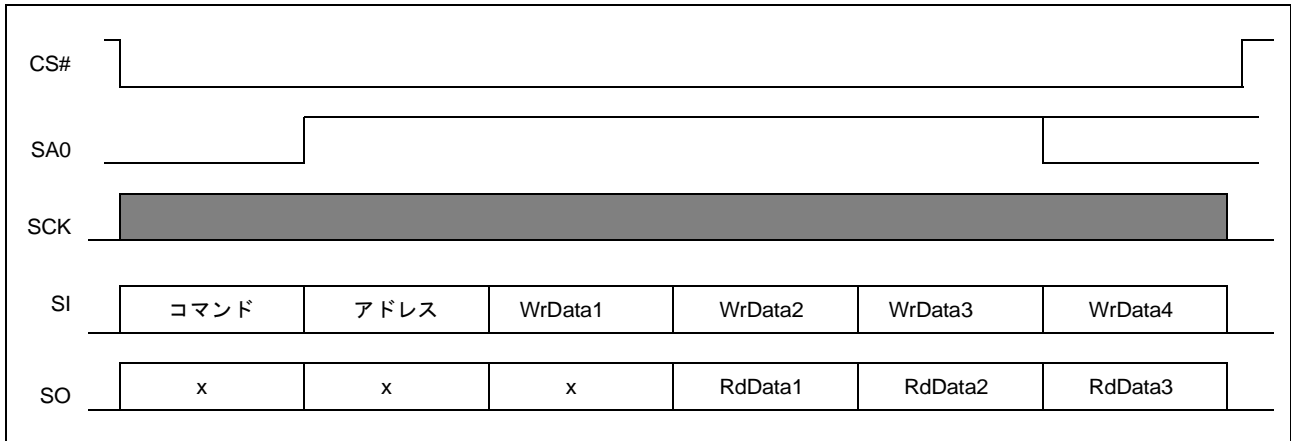 CS#
SA0
SCK
SI コマンド アドレス WrData1 WrData2 WrData3 WrData4
SO x x x RdData1 RdData2 RdData3